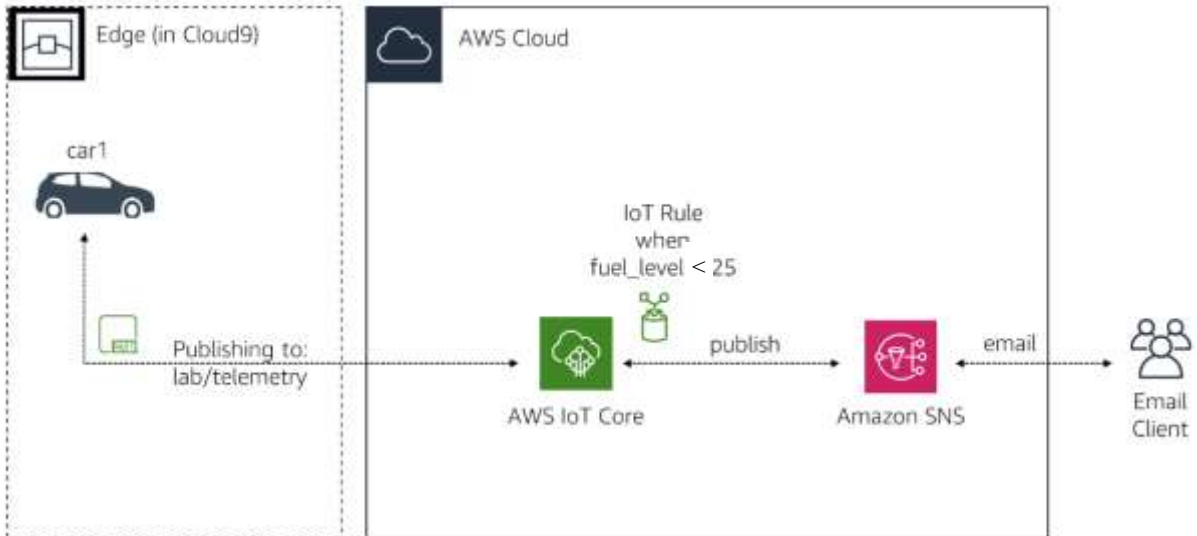 Edge (in Cloud9)
AWS Cloud
car1
IoT Rule
when
fuel_level < 25
Publishing to:
lab/telemetry
publish
email
AWS IoT Core
Amazon SNS
Email
Client